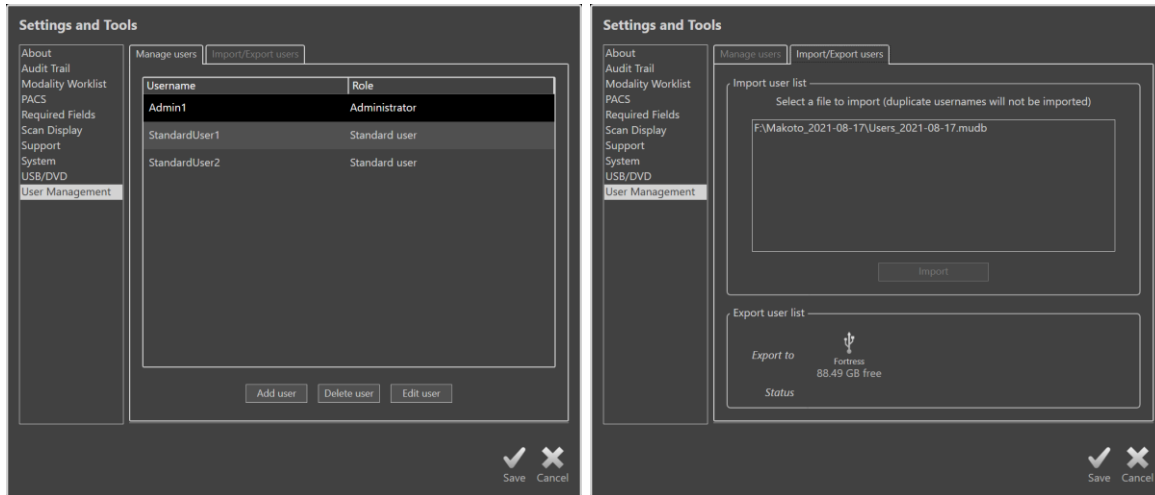 Settings and Tools
About
Audit Trail
Modality Worklist
PACS
Required Fields
Scan Display
Support
System
USB/DVD
User Management
Manage users Import/Export users
Username Role
Admin1 Administrator
StandardUser1 Standard user
StandardUser2 Standard user
Add user Delete user Edit user
Save Cancel
Settings and Tools
About
Audit Trail
Modality Worklist
PACS
Required Fields
Scan Display
Support
System
USB/DVD
User Management
Manage users Import/Export users
Import user list
Select a file to import (duplicate usernames will not be imported)
F:\Makoto_2021-08-17\Users_2021-08-17.mudb
Import
Export user list
Export to
Fortress
88.49 GB free
Status
Save Cancel